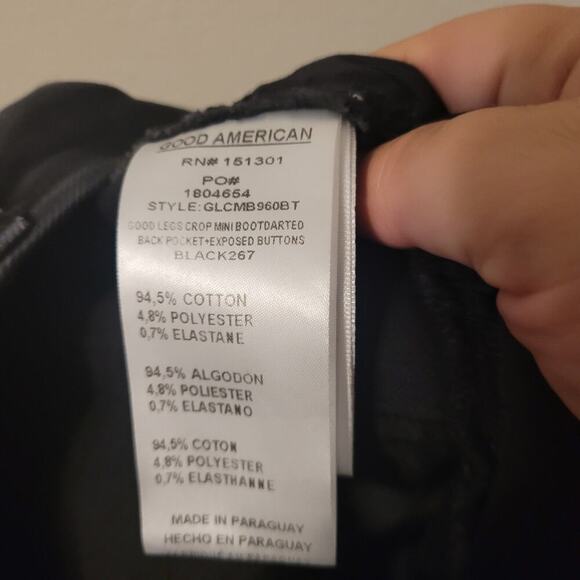 GOOD AMERICAN
RN# 151301
PO#
1804654
STYLE:GLCMB960BT
GOOD LEGS CROP MINI BOOTDARTED
BACK POCKET+EXPOSED BUTTONS
BLACK267
94,5% COTTON
4,8% POLYESTER
0,7% ELASTANE
94,5% ALGODON
4,8% POLIESTER
0,7% ELASTANO
94,5% COTON
4,8% POLYESTER
0,7% ELASTHANNE
MADE IN PARAGUAY
HECHO EN PARAGUAY